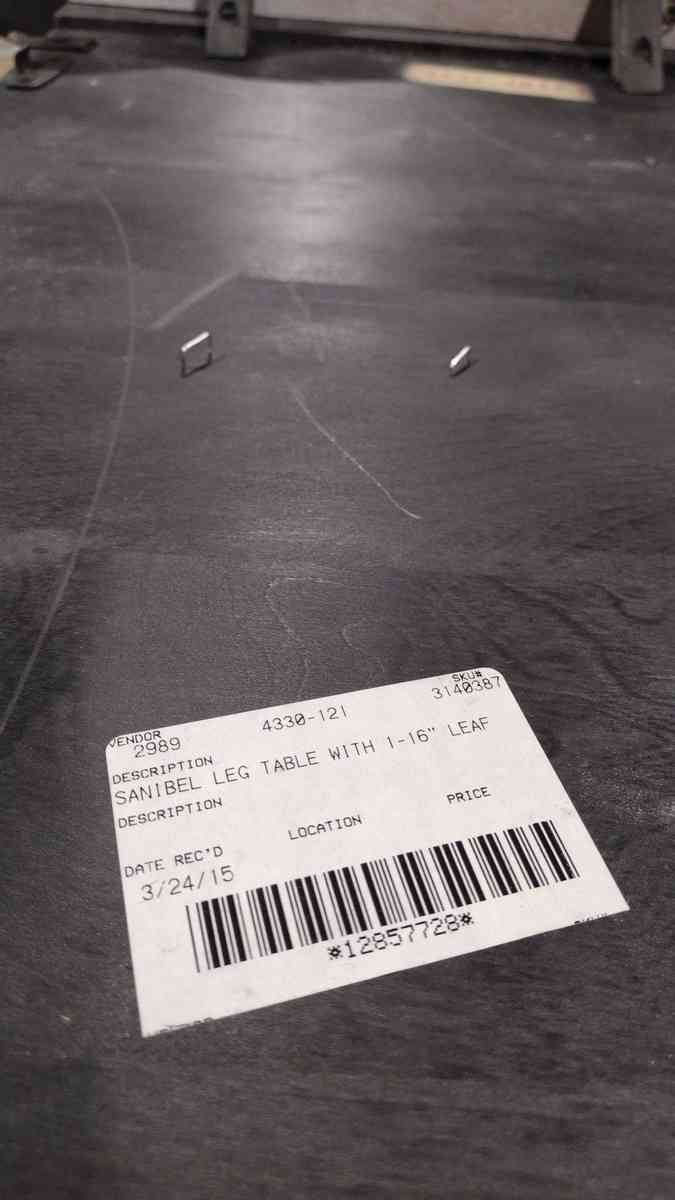 VENDOR 4330-121 SKU#
2989 3140387
DESCRIPTION
SANIBEL LEG TABLE WITH 1-16" LEAF
DESCRIPTION
LOCATION PRICE
DATE REC'D
3/24/15
*12857728*